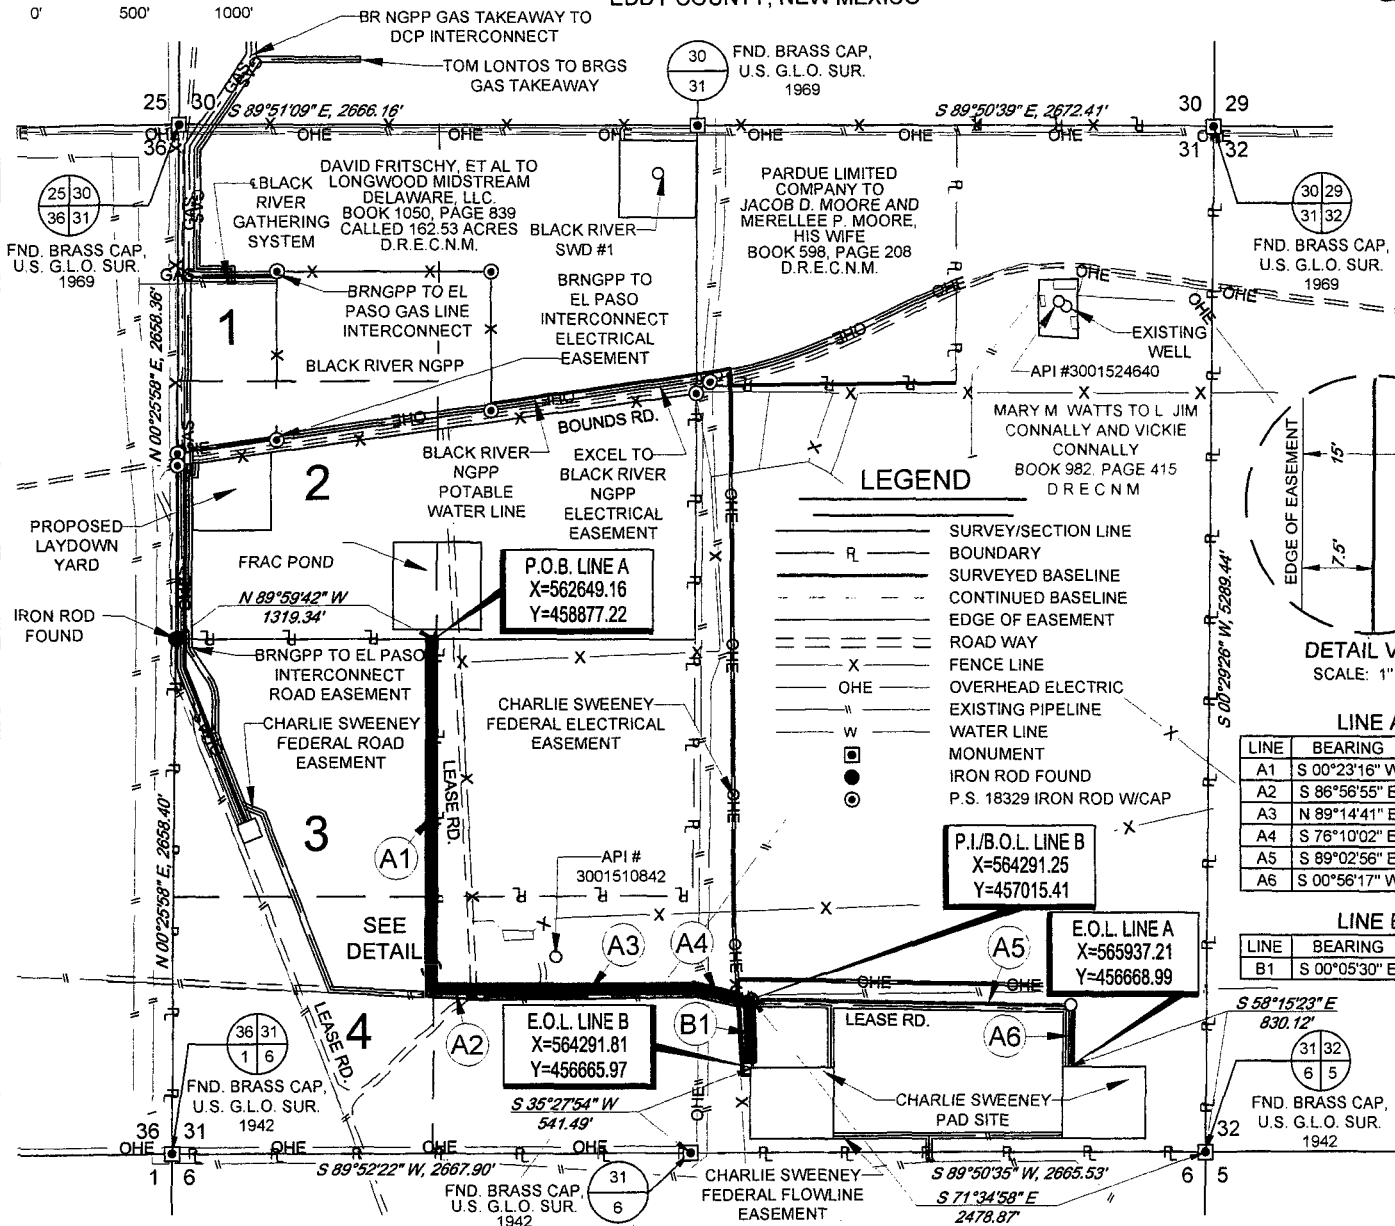 EDDY COUNTY, NEW MEXICO
0' 500' 1000'
BR NGPP GAS TAKEAWAY TO
DCP INTERCONNECT
TOM LONTOS TO BRGS
GAS TAKEAWAY
30
31
FND. BRASS CAP,
U.S. G.L.O. SUR.
1969
25 30
36
S 89°51'09" E, 2666.16'
S 89°50'39" E, 2672.41'
30 29
31 32
OHE OHE OHE OHE OHE OHE OHE
25 30
36 31
FND. BRASS CAP,
U.S. G.L.O. SUR.
1969
BLACK
RIVER
GATHERING
SYSTEM
DAVID FRITSCHY, ET AL TO
LONGWOOD MIDSTREAM
DELAWARE, LLC.
BOOK 1050, PAGE 839
CALLED 162.53 ACRES
D.R.E.C.N.M.
BLACK RIVER
SWD #1
PARDUE LIMITED
COMPANY TO
JACOB D. MOORE AND
MERELLEE P. MOORE,
HIS WIFE
BOOK 598, PAGE 208
D.R.E.C.N.M.
30 29
31 32
FND. BRASS CAP,
U.S. G.L.O. SUR.
1969
GAS
N 00°25'58" E, 2658.36'
1
BRNGPP TO EL
PASO GAS LINE
INTERCONNECT
BRNGPP TO
EL PASO
INTERCONNECT
ELECTRICAL
EASEMENT
BLACK RIVER NGPP
EXISTING
WELL
API #3001524640
BOUNDS RD.
MARY M WATTS TO L JIM
CONNALLY AND VICKIE
CONNALLY
BOOK 982, PAGE 415
D R E C N M
2
BLACK RIVER
NGPP
POTABLE
WATER LINE
EXCEL TO
BLACK RIVER
NGPP
ELECTRICAL
EASEMENT
PROPOSED
LAYDOWN
YARD
FRAC POND
P.O.B. LINE A
X=562649.16
Y=458877.22
LEGEND
SURVEY/SECTION LINE
BOUNDARY
SURVEYED BASELINE
CONTINUED BASELINE
EDGE OF EASEMENT
ROAD WAY
X FENCE LINE
OHE OVERHEAD ELECTRIC
EXISTING PIPELINE
W WATER LINE
MONUMENT
IRON ROD FOUND
P.S. 18329 IRON ROD W/CAP
EDGE OF EASEMENT
15'
7.5'
DETAIL V
SCALE: 1"
S 00°29'26" W, 5289.44'
IRON ROD
FOUND
N 89°59'42" W
1319.34'
BRNGPP TO EL PASO
INTERCONNECT
ROAD EASEMENT
CHARLIE SWEENEY
FEDERAL ROAD
EASEMENT
CHARLIE SWEENEY
FEDERAL ELECTRICAL
EASEMENT
LEASE RD.
3
A1
API #
3001510842
N 00°25'58" E, 2658.40'
LINE A
LINE BEARING
A1 S 00°23'16" W
A2 S 86°56'55" E
A3 N 89°14'41" E
A4 S 76°10'02" E
A5 S 89°02'56" E
A6 S 00°56'17" W
P.I./B.O.L. LINE B
X=564291.25
Y=457015.41
SEE
DETAIL
A3
A4
A5
E.O.L. LINE A
X=565937.21
Y=456668.99
LINE B
LINE BEARING
B1 S 00°05'30" E
4
LEASE RD.
A2
E.O.L. LINE B
X=564291.81
Y=456665.97
B1
LEASE RD.
A6
S 58°15'23" E
830.12'
36 31
1 6
FND. BRASS CAP,
U.S. G.L.O. SUR.
1942
S 35°27'54" W
541.49'
CHARLIE SWEENEY
PAD SITE
31 32
6 5
FND. BRASS CAP,
U.S. G.L.O. SUR.
1942
36 31
1 6
OHE OHE OHE OHE
S 89°52'22" W, 2667.90'
FND. BRASS CAP,
U.S. G.L.O. SUR.
1942
31
6
CHARLIE SWEENEY
FEDERAL FLOWLINE
EASEMENT
S 89°50'35" W, 2665.53'
S 71°34'58" E
2478.87'
32
6 5